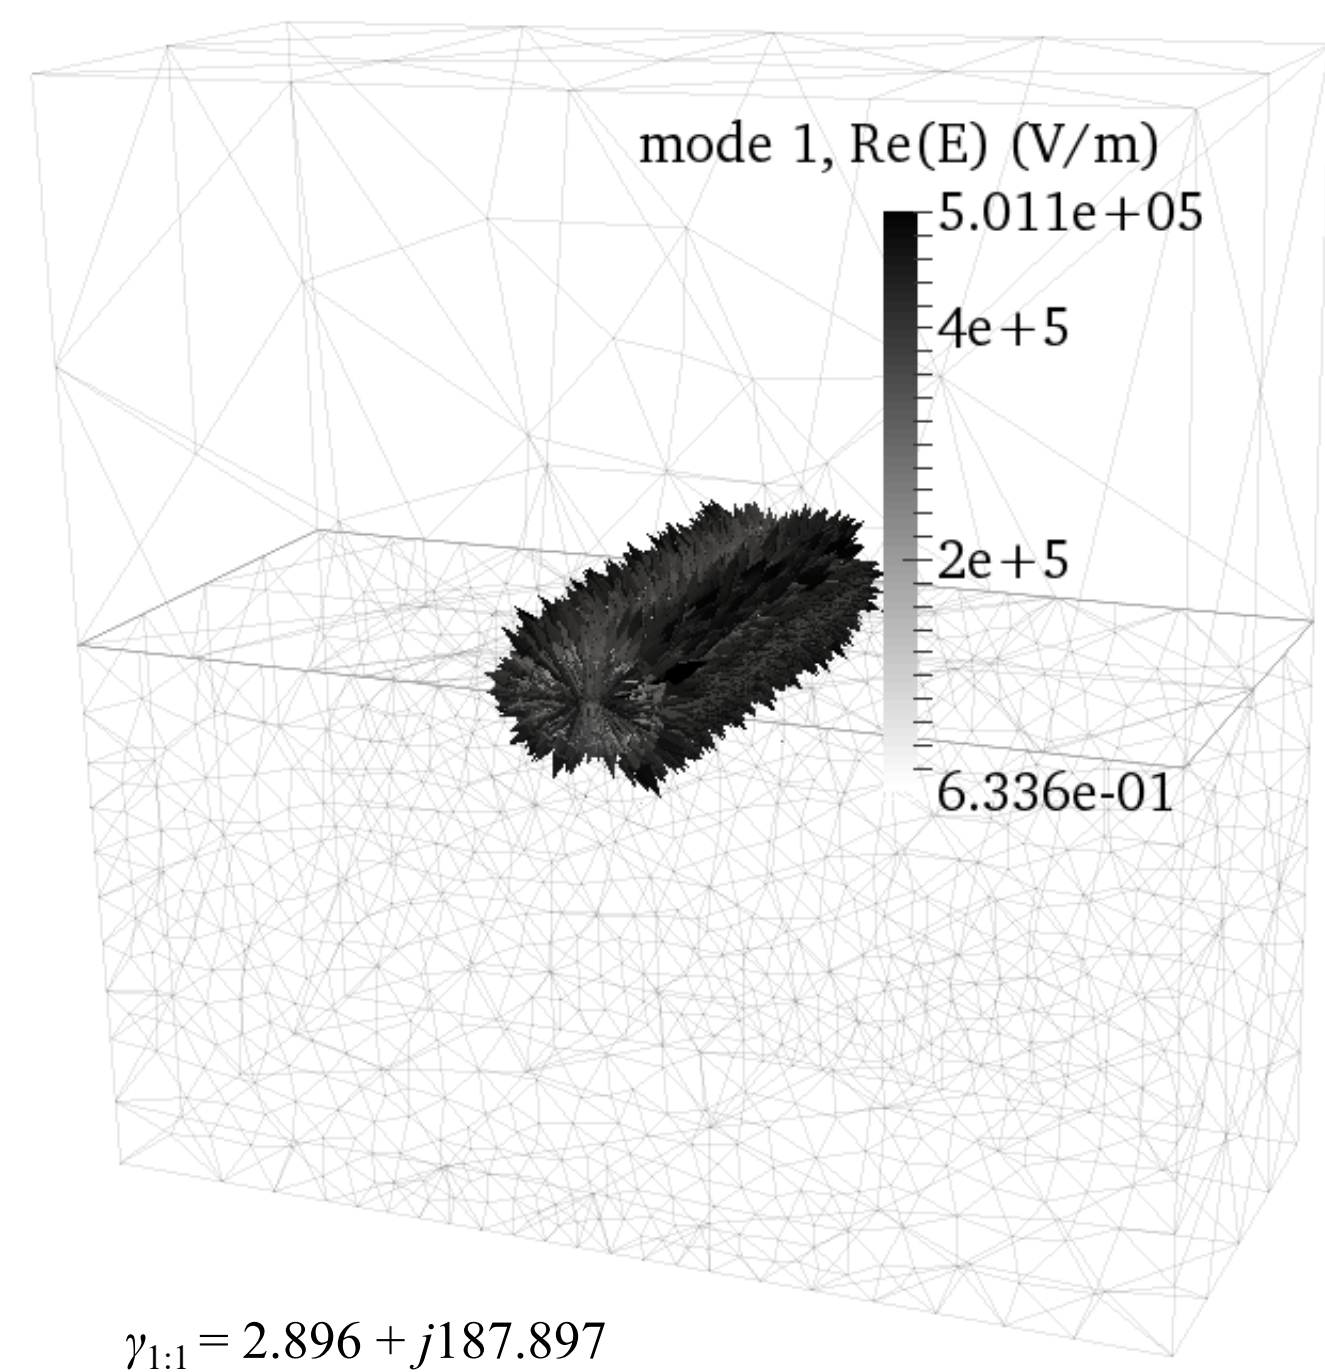 mode 1, Re(E) (V/m)
5.011e+05
4e+5
2e+5
6.336e-01
γ1:1 = 2.896 + j187.897